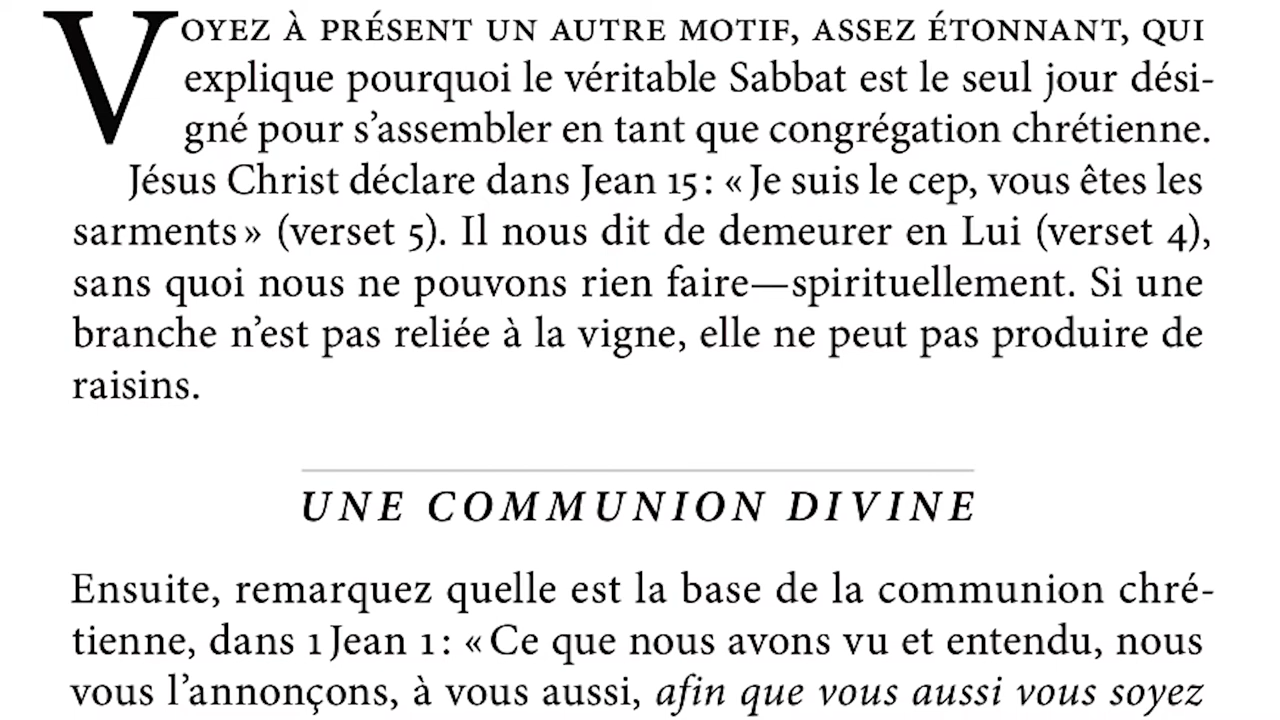 VOYEZ À PRÉSENT UN AUTRE MOTIF, ASSEZ ÉTONNANT, QUI
explique pourquoi le véritable Sabbat est le seul jour dési-
gné pour s’assembler en tant que congrégation chrétienne.
Jésus Christ déclare dans Jean 15 : « Je suis le cep, vous êtes les
sarments » (verset 5). Il nous dit de demeurer en Lui (verset 4),
sans quoi nous ne pouvons rien faire—spirituellement. Si une
branche n’est pas reliée à la vigne, elle ne peut pas produire de
raisins.
UNE COMMUNION DIVINE
Ensuite, remarquez quelle est la base de la communion chré-
tienne, dans 1 Jean 1 : « Ce que nous avons vu et entendu, nous
vous l’annonçons, à vous aussi, afin que vous aussi vous soyez